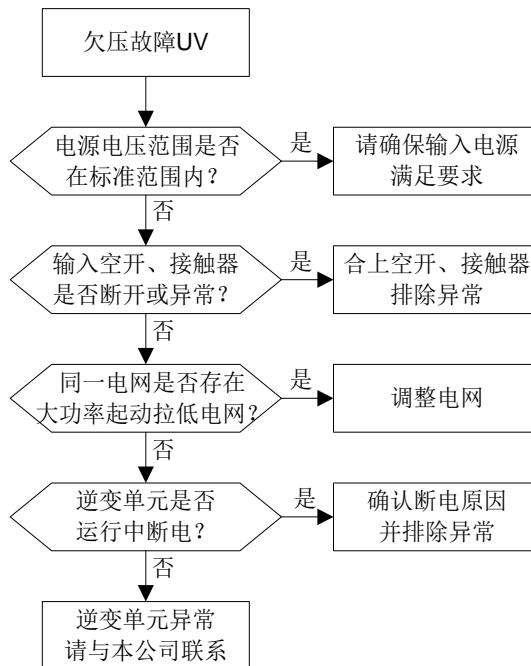 欠压故障UV
电源电压范围是否
在标准范围内?
是
请确保输入电源
满足要求
否
输入空开、接触器
是否断开或异常?
是
合上空开、接触器
排除异常
否
同一电网是否存在
大功率起动拉低电网?
是
调整电网
否
逆变单元是否
运行中断电?
是
确认断电原因
并排除异常
否
逆变单元异常
请与本公司联系